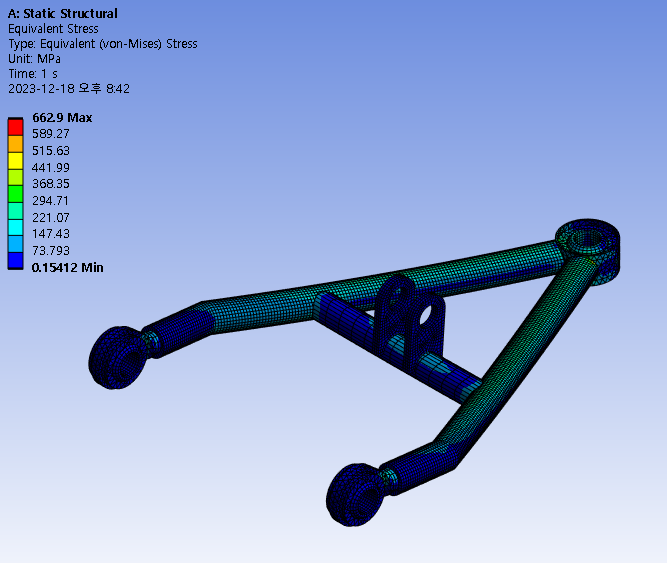 A: Static Structural
Equivalent Stress
Type: Equivalent (von-Mises) Stress
Unit: MPa
Time: 1 s
2023-12-18 오후 8:42
662.9 Max
589.27
515.63
441.99
368.35
294.71
221.07
147.43
73.793
0.15412 Min